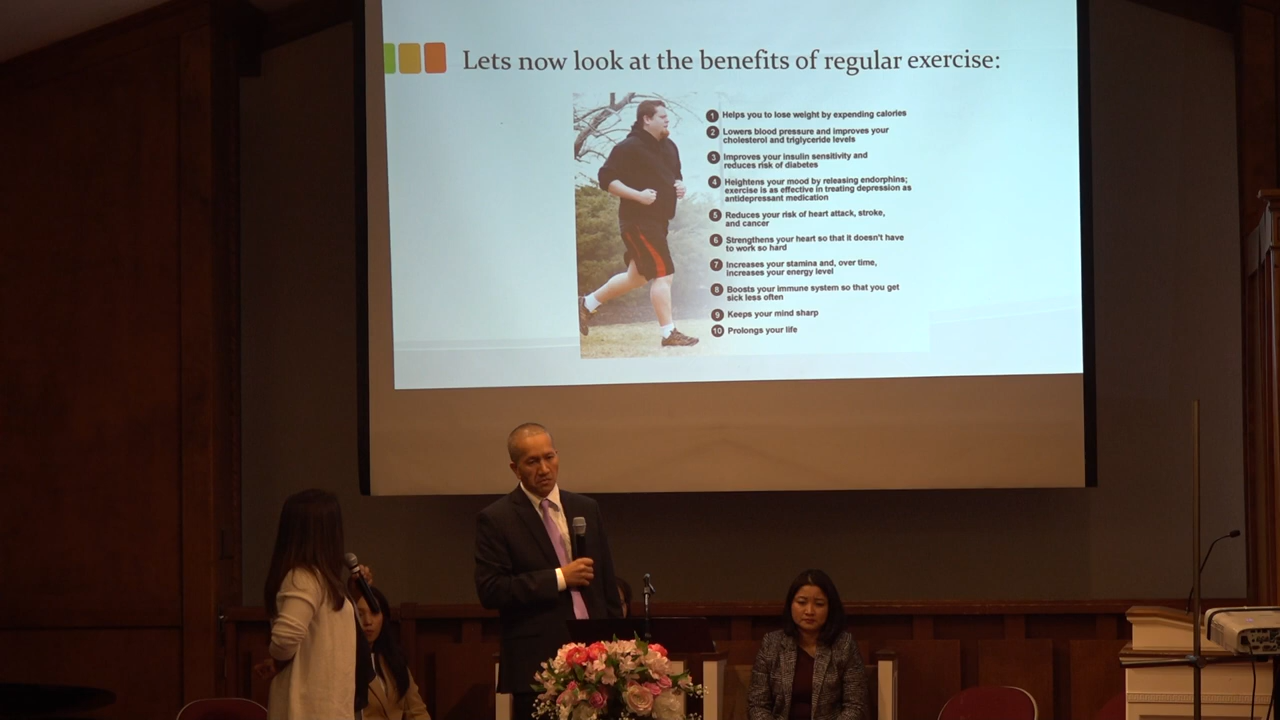 Lets now look at the benefits of regular exercise:
1 Helps you to lose weight by expending calories
2 Lowers blood pressure and improves your
cholesterol and triglyceride levels
3 Improves your insulin sensitivity and
reduces risk of diabetes
4 Heightens your mood by releasing endorphins;
exercise is as effective in treating depression as
antidepressant medication
5 Reduces your risk of heart attack, stroke,
and cancer
6 Strengthens your heart so that it doesn't have
to work so hard
7 Increases your stamina and, over time,
increases your energy level
8 Boosts your immune system so that you get
sick less often
9 Keeps your mind sharp
10 Prolongs your life